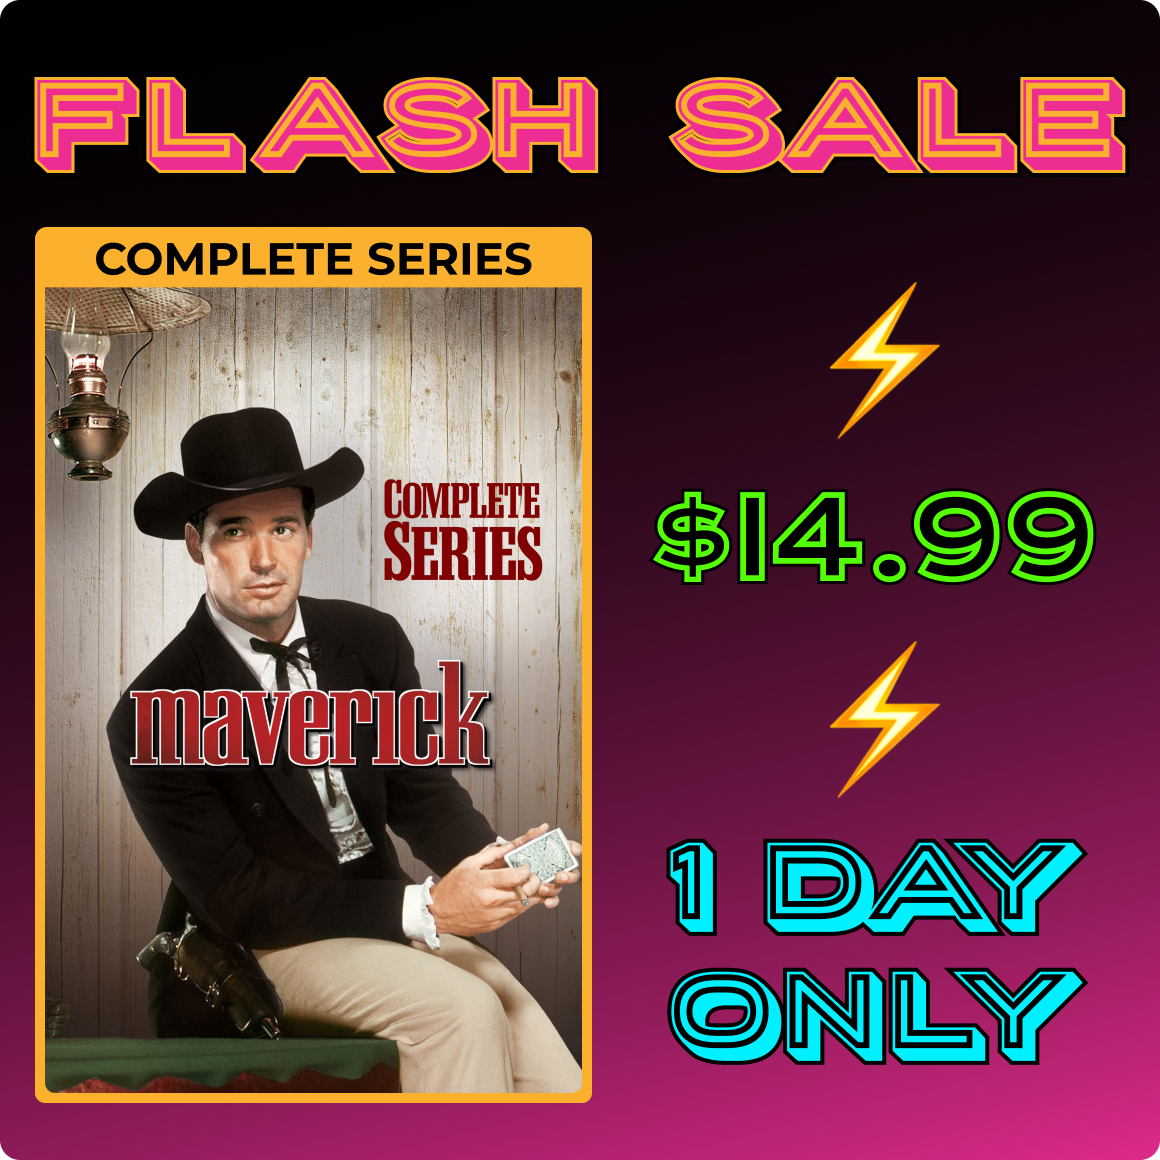 FLASH SALE
COMPLETE SERIES
COMPLETE
SERIES
maverick
$14.99
1 DAY
ONLY